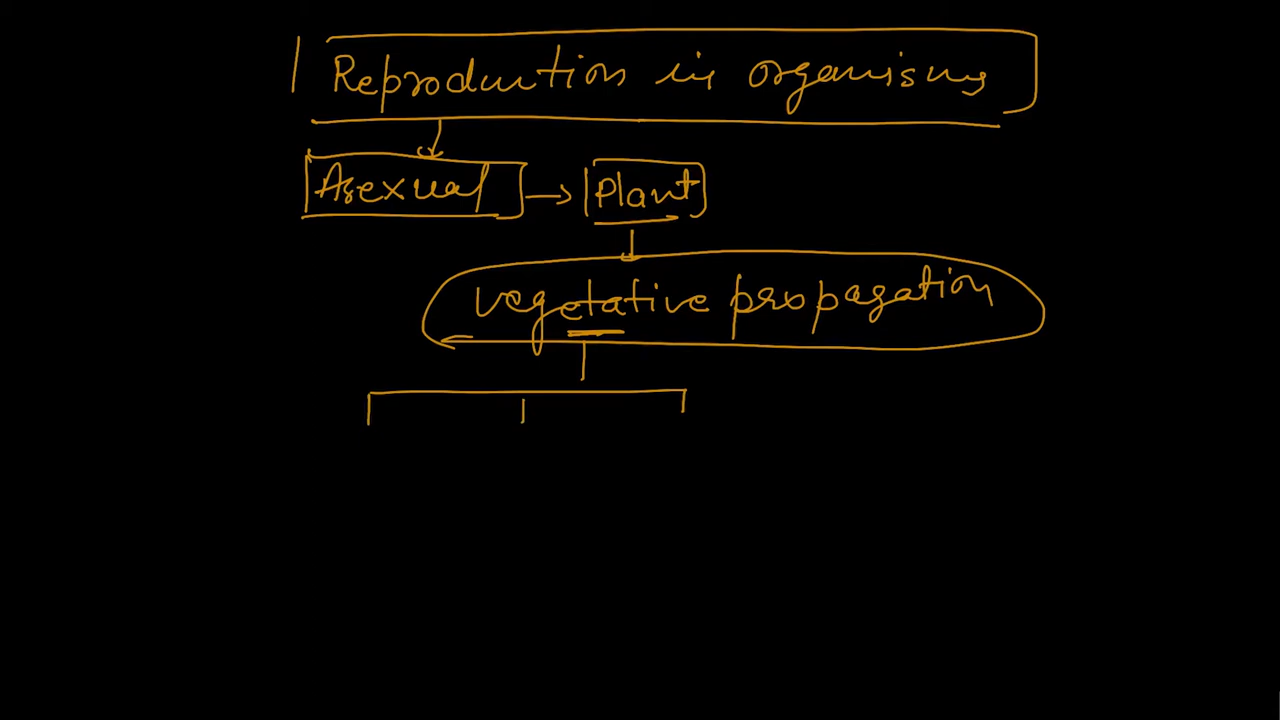 Reproduction in organisms
Asexual → Plant
vegetative propagation